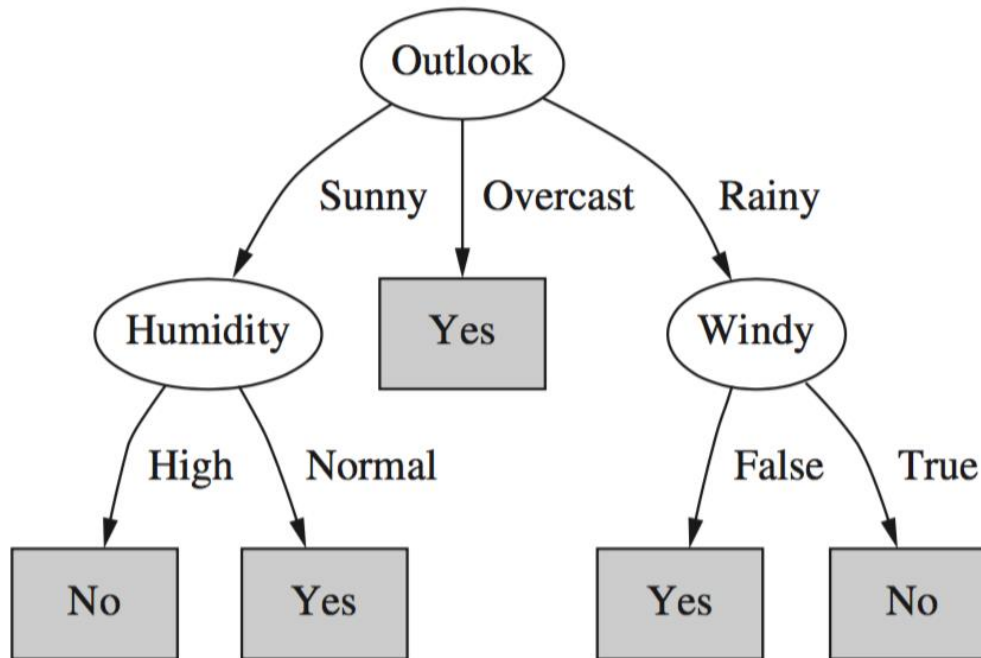 Outlook
Sunny
Overcast
Rainy
Humidity
Yes
Windy
High
Normal
False
True
No
Yes
Yes
No